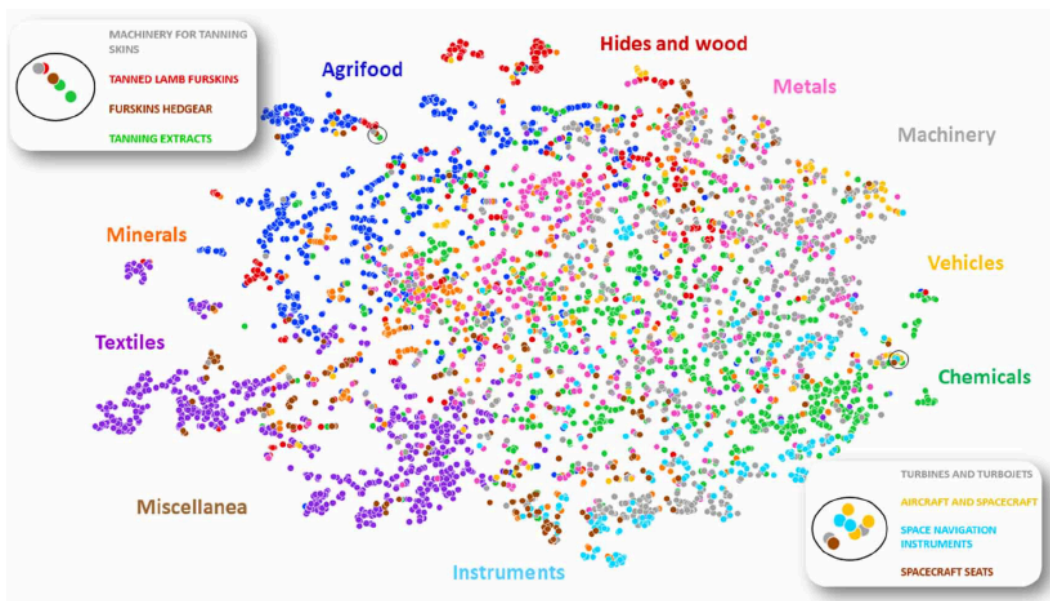 MACHINERY FOR TANNING
SKINS
TANNED LAMB FURSKINS
FURSKINS HEDGEAR
TANNING EXTRACTS
Hides and wood
Agrifood
Metals
Machinery
Minerals
Vehicles
Textiles
Chemicals
Miscellanea
Instruments
TURBINES AND TURBOJETS
AIRCRAFT AND SPACECRAFT
SPACE NAVIGATION
INSTRUMENTS
SPACECRAFT SEATS